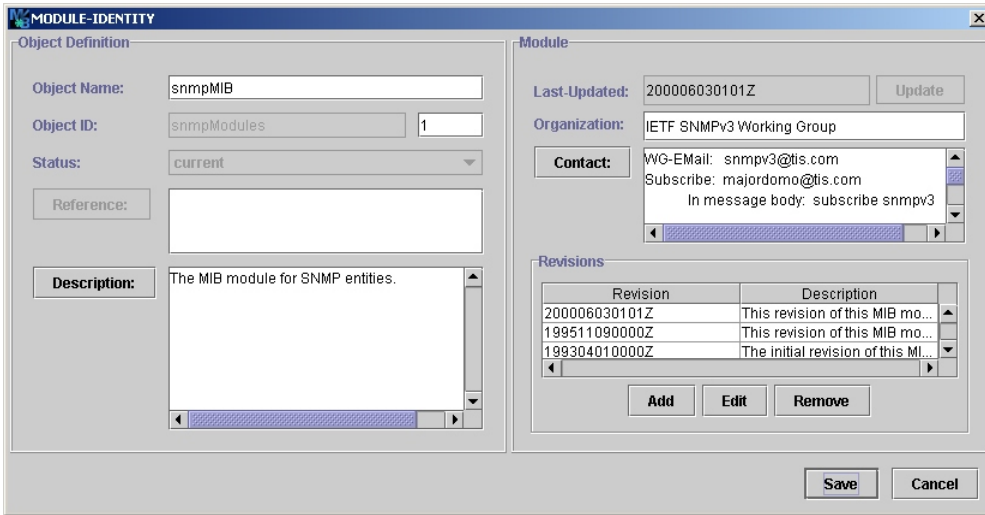 MODULE-IDENTITY
Object Definition
Object Name: snmpMIB
Object ID: snmpModules 1
Status: current
Reference:
Description: The MIB module for SNMP entities.
Module
Last-Updated: 200006030101Z Update
Organization: IETF SNMPv3 Working Group
Contact: WG-EMail: snmpv3@tis.com
Subscribe: majordomo@tis.com
In message body: subscribe snmpv3
Revisions
Revision Description
200006030101Z This revision of this MIB mo...
199511090000Z This revision of this MIB mo...
199304010000Z The initial revision of this MI...
Add Edit Remove
Save Cancel